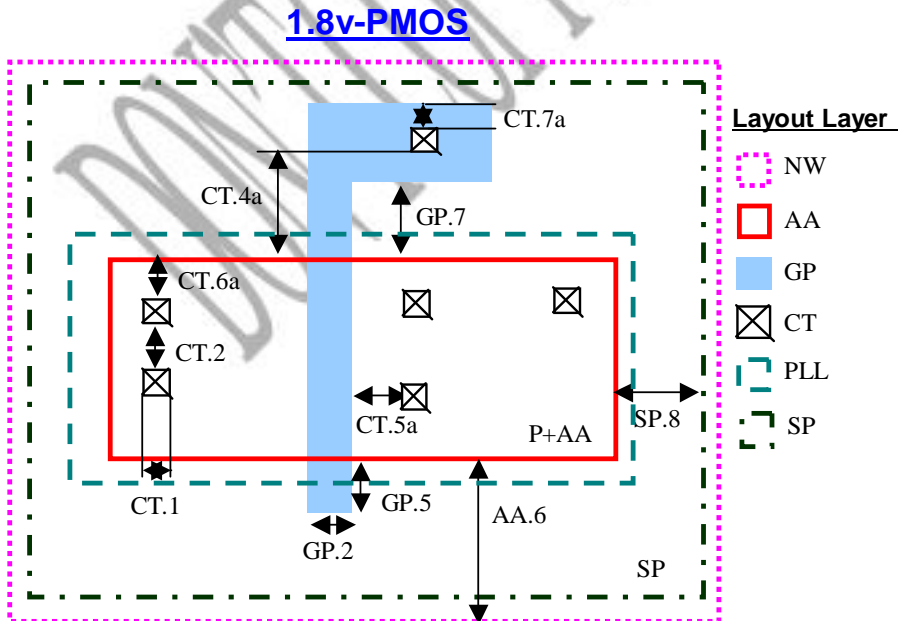 1.8v-PMOS
CT.7a
CT.4a
GP.7
CT.6a
CT.2
CT.5a
P+AA
SP.8
CT.1
GP.5
AA.6
GP.2
SP
Layout Layer
NW
AA
GP
CT
PLL
SP